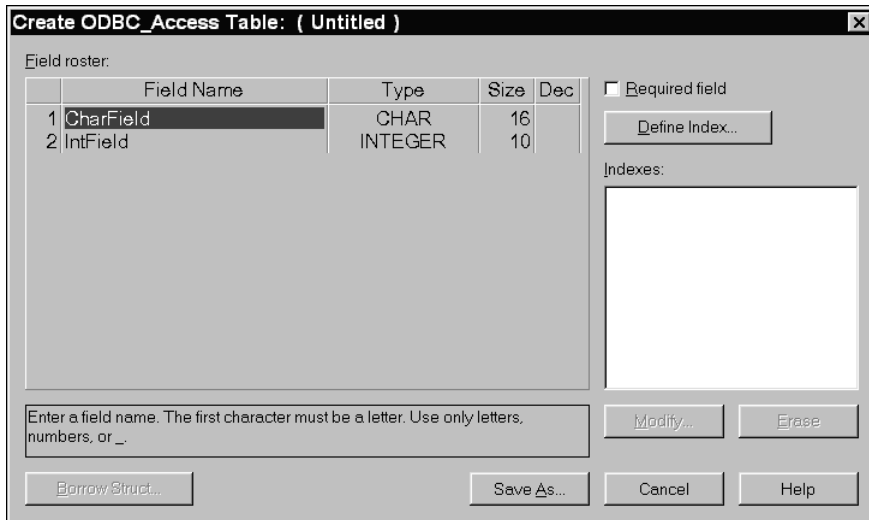 Create ODBC_Access Table: ( Untitled )
Field roster:
Field Name Type Size Dec
1 CharField CHAR 16
2 IntField INTEGER 10
Required field
Define Index...
Indexes:
Enter a field name. The first character must be a letter. Use only letters,
numbers, or _.
Modify... Erase
Borrow Struct... Save As... Cancel Help